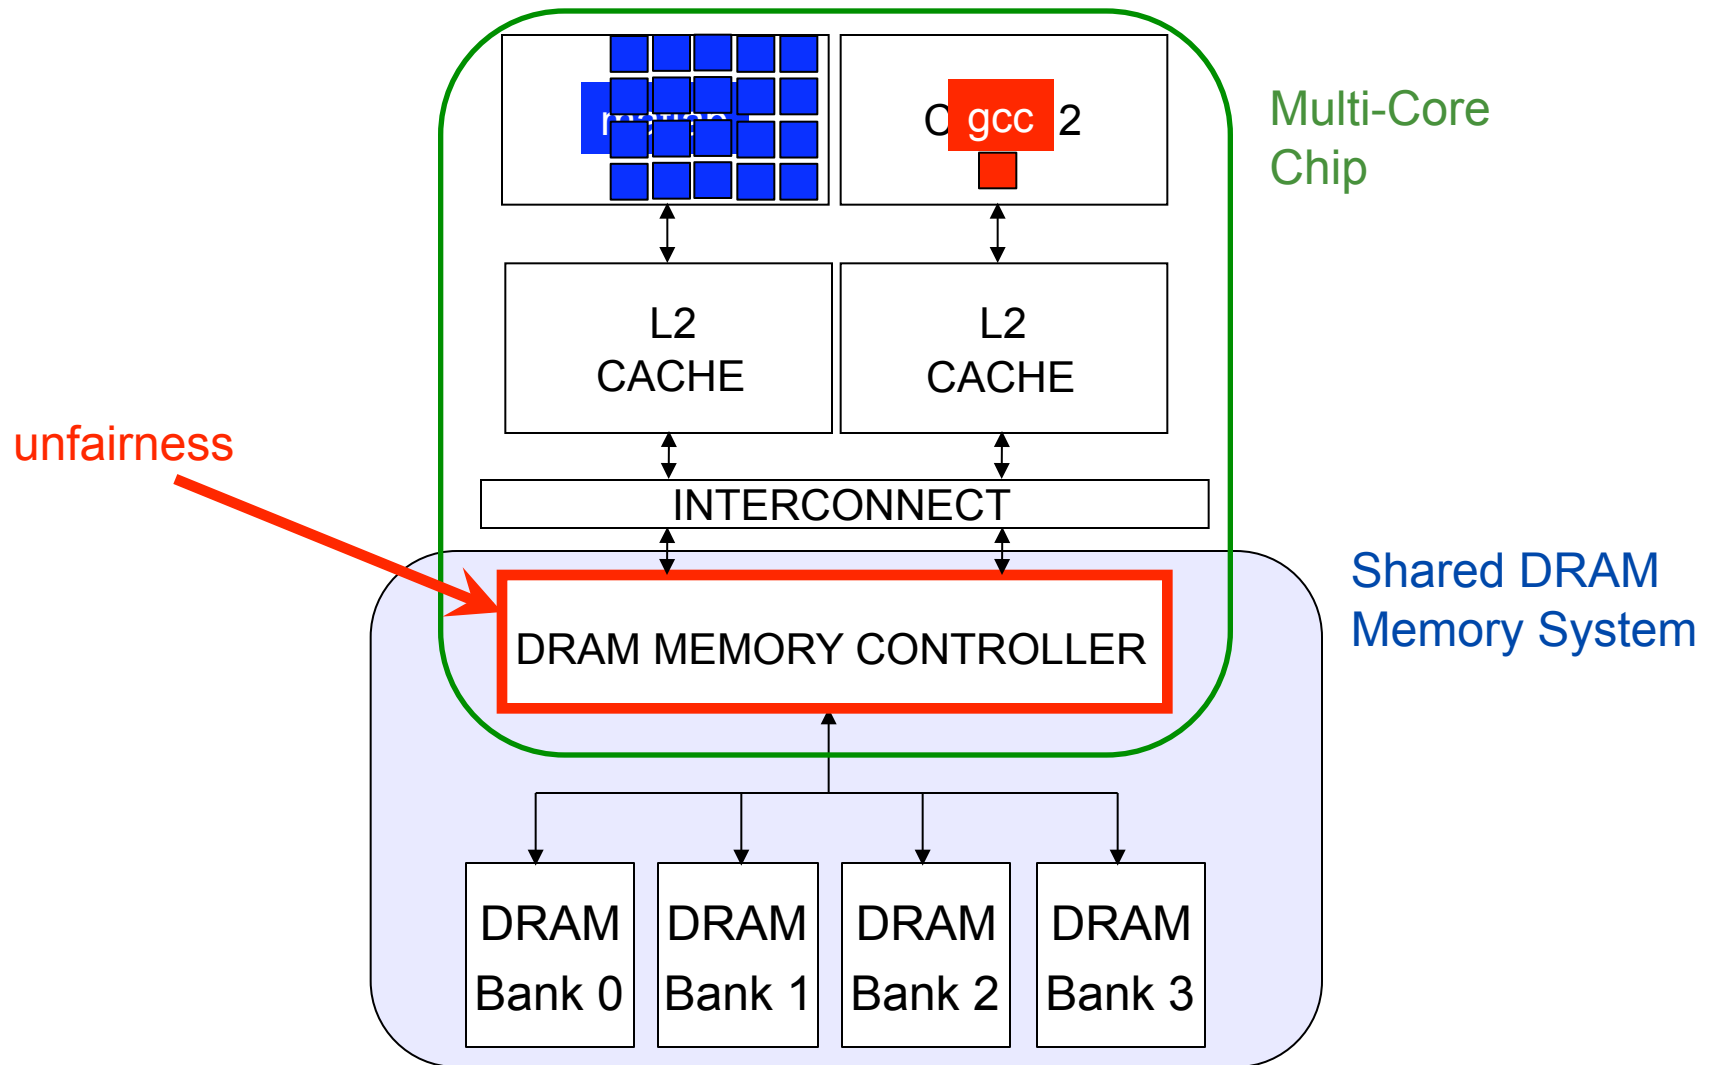 gcc
2
Multi-Core
Chip
L2
CACHE
L2
CACHE
unfairness
INTERCONNECT
Shared DRAM
Memory System
DRAM MEMORY CONTROLLER
DRAM
Bank 0
DRAM
Bank 1
DRAM
Bank 2
DRAM
Bank 3